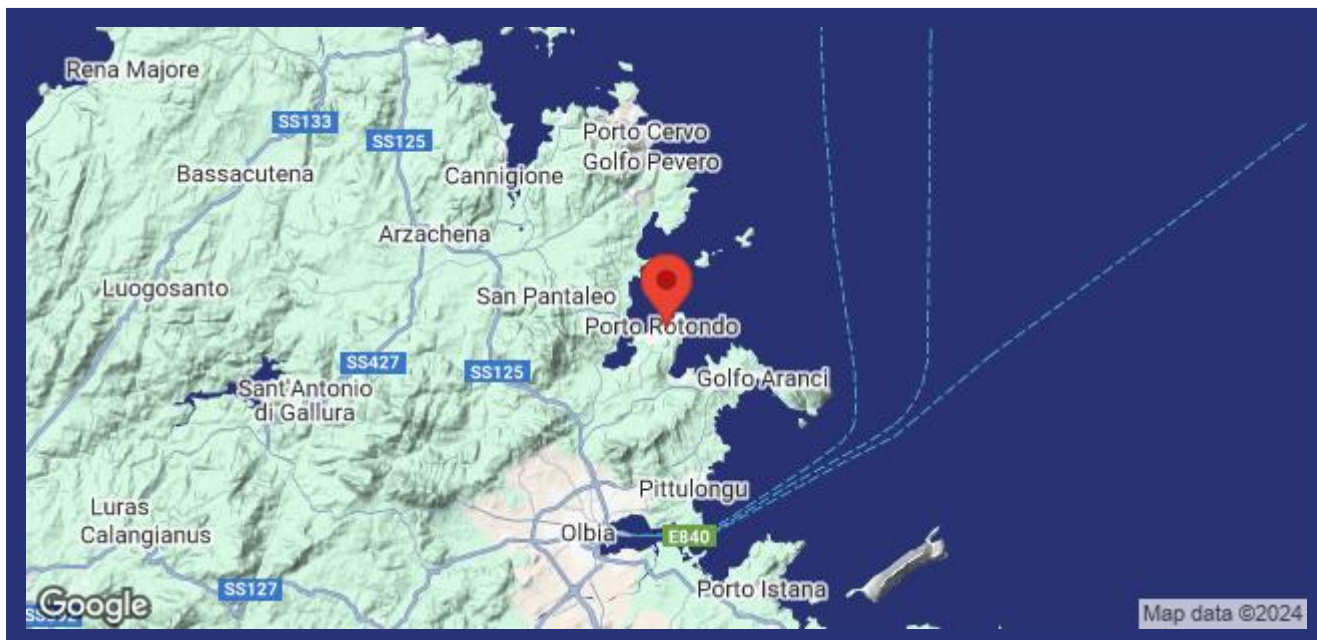 Rena Majore
SS133
SS125
Porto Cervo
Golfo Pevero
Bassacutena
Cannigione
Arzachena
Luogosanto
San Pantaleo
Porto Rotondo
SS427
SS125
Sant'Antonio
di Gallura
Golfo Aranci
Pittulongu
Luras
Calangianus
Olbia
E840
SS127
Porto Istana
Google
Map data ©2024